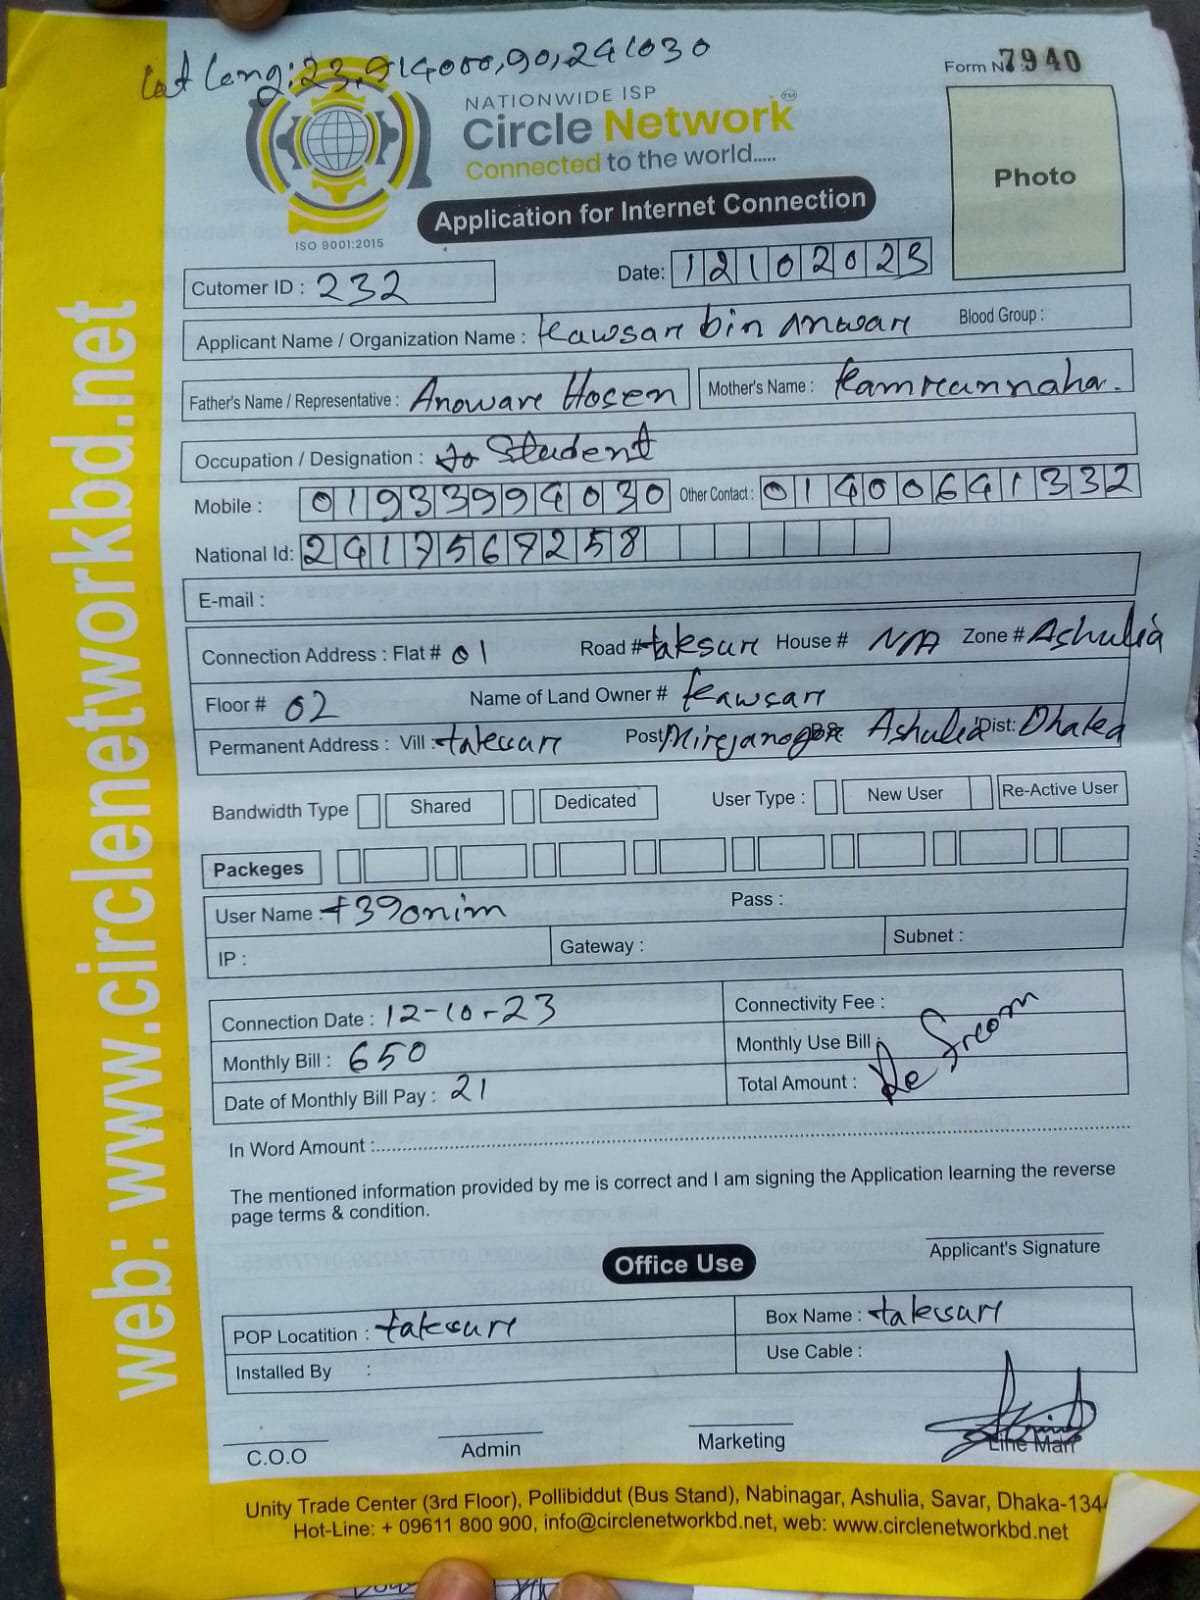 Lat Long: 23.914000, 90,241030
Form N 7940
NATIONWIDE ISP
Circle Network TM
Connected to the world.....
Photo
Application for Internet Connection
ISO 9001:2015
Cutomer ID : 232
Date: 12102023
Applicant Name / Organization Name : Kawsar bin Anwar Blood Group :
Father's Name / Representative : Anowar Hosen Mother's Name :
Occupation / Designation : Student
Mobile : 01933994030 Other Contact : 01400641332
National Id: 2417567258
E-mail :
Connection Address : Flat # 01 Road # taksur House # N/A Zone # Ashulia
Floor # 02 Name of Land Owner # Kawsar
Permanent Address : Vill : taksur Post Ashulia Dist: Dhaka
Bandwidth Type Shared Dedicated User Type : New User Re-Active User
Packeges
User Name : t39onim Pass :
IP : Gateway : Subnet :
Connection Date : 12-10-23 Connectivity Fee :
Monthly Bill : 650 Monthly Use Bill :
Date of Monthly Bill Pay : 21 Total Amount :
In Word Amount :
The mentioned information provided by me is correct and I am signing the Application learning the reverse
page terms & condition.
Applicant's Signature
Office Use
POP Locatition : taksur Box Name : taksur
Installed By : Use Cable :
C.O.O Admin Marketing Line Man
Unity Trade Center (3rd Floor), Pollibiddut (Bus Stand), Nabinagar, Ashulia, Savar, Dhaka-134
Hot-Line: + 09611 800 900, info@circlenetworkbd.net, web: www.circlenetworkbd.net
web: www.circlenetworkbd.net